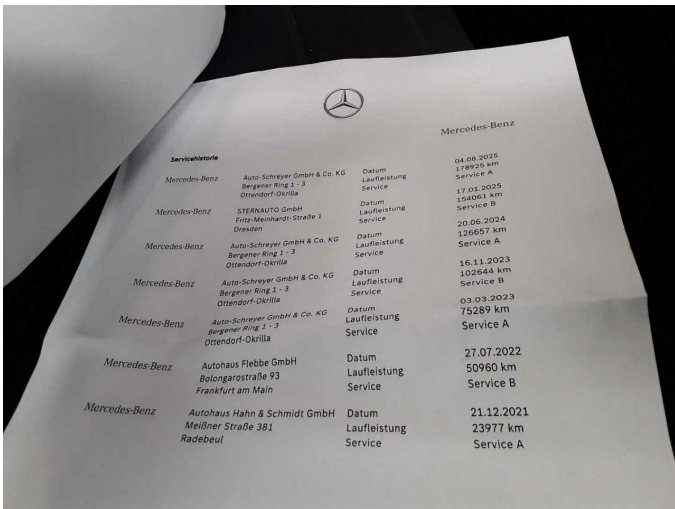 Mercedes-Benz
Servicehistorie
Mercedes-Benz Auto-Schreyer GmbH & Co. KG Datum 04.08.2025
Bergener Ring 1 - 3 Laufleistung 178925 km
Ottendorf-Okrilla Service Service A
Mercedes-Benz STERNAUTO GmbH Datum 17.01.2025
Fritz-Meinhardt-Straße 1 Laufleistung 154061 km
Dresden Service Service B
Mercedes-Benz Auto-Schreyer GmbH & Co. KG Datum 20.06.2024
Bergener Ring 1 - 3 Laufleistung 126657 km
Ottendorf-Okrilla Service Service A
Mercedes-Benz Auto-Schreyer GmbH & Co. KG Datum 16.11.2023
Bergener Ring 1 - 3 Laufleistung 102644 km
Ottendorf-Okrilla Service Service B
Mercedes-Benz Auto-Schreyer GmbH & Co. KG Datum 03.03.2023
Bergener Ring 1 - 3 Laufleistung 75289 km
Ottendorf-Okrilla Service Service A
Mercedes-Benz Autohaus Flebbe GmbH Datum 27.07.2022
Bolongarostraße 93 Laufleistung 50960 km
Frankfurt am Main Service Service B
Mercedes-Benz Autohaus Hahn & Schmidt GmbH Datum 21.12.2021
Meißner Straße 381 Laufleistung 23977 km
Radebeul Service Service A